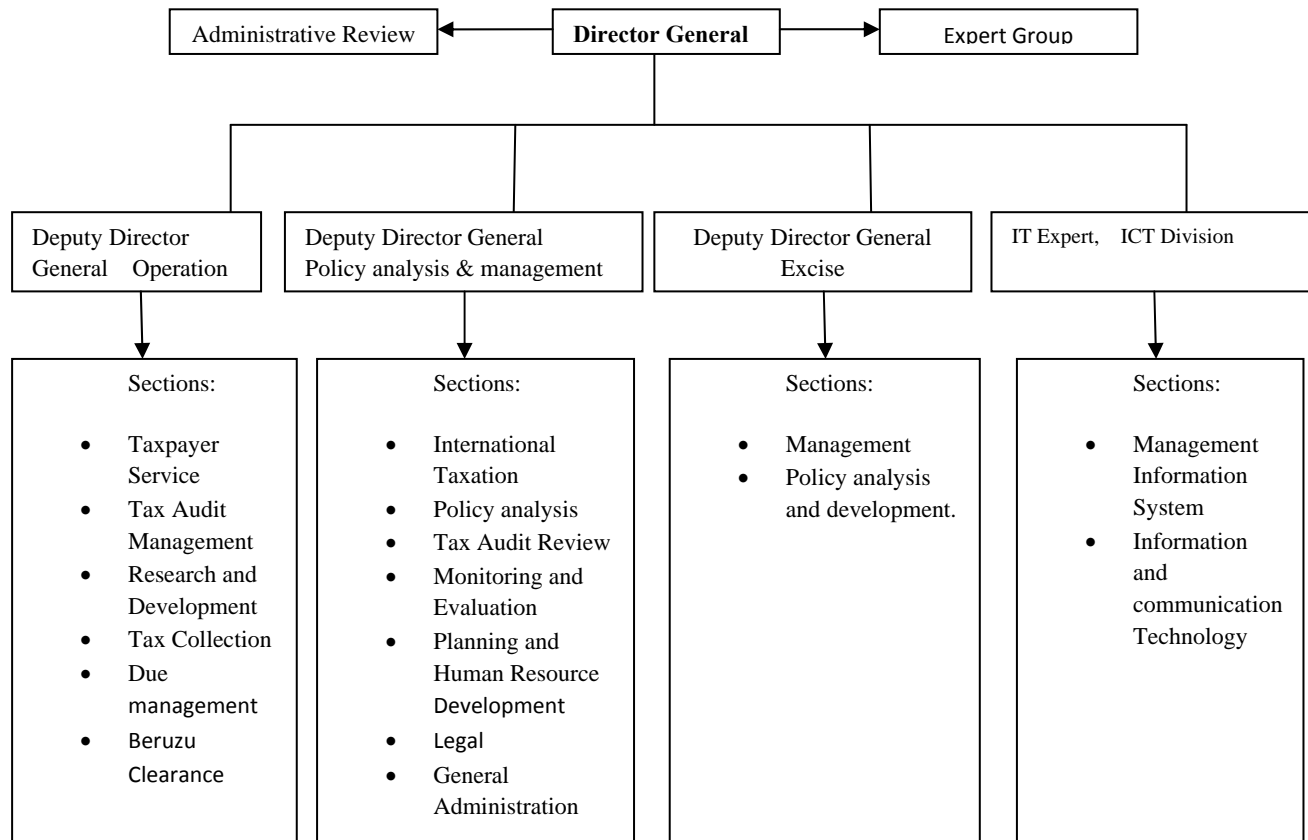 Administrative Review
Director General
Expert Group
Deputy Director
General Operation
Deputy Director General
Policy analysis & management
Deputy Director General
Excise
IT Expert, ICT Division
Sections:
• Taxpayer
Service
• Tax Audit
Management
• Research and
Development
• Tax Collection
• Due
management
• Beruzu
Clearance
Sections:
• International
Taxation
• Policy analysis
• Tax Audit Review
• Monitoring and
Evaluation
• Planning and
Human Resource
Development
• Legal
• General
Administration
Sections:
• Management
• Policy analysis
and development.
Sections:
• Management
Information
System
• Information
and
communication
Technology